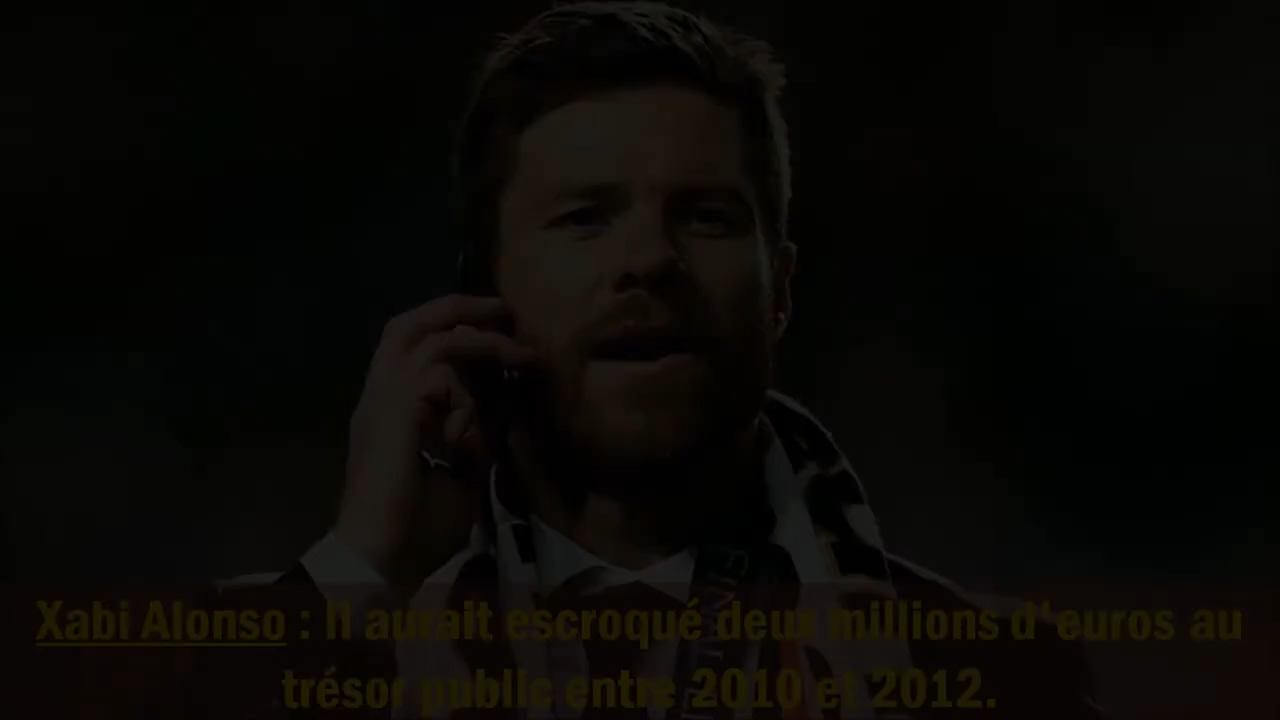 Xabi Alonso : Il aurait escroqué deux millions d'euros au
trésor public entre 2010 et 2012.